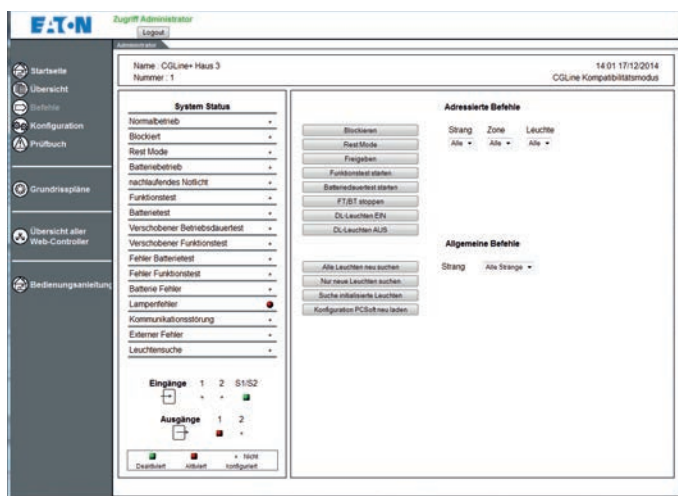 EATON
Zugriff Administrator
Logout
Administrator
Startseite
Übersicht
Befehle
Konfiguration
Prüfbuch
Grundrisspläne
Übersicht aller
Web-Controller
Bedienungsanleitung
Name : CGLine+ Haus 3
Nummer : 1
14:01 17/12/2014
CGLine Kompatibilitätsmodus
System Status
Normalbetrieb
Blockiert
Rest Mode
Batteriebetrieb
nachlaufendes Notlicht
Funktionstest
Batterietest
Verschobener Betriebsdauertest
Verschobener Funktionstest
Fehler Batterietest
Fehler Funktionstest
Batterie Fehler
Lampenfehler
Kommunikationsstörung
Externer Fehler
Leuchtensuche
Eingänge 1 2 S1/S2
Ausgänge 1 2
Deaktiviert Aktiviert Nicht
konfiguriert
Adressierte Befehle
Blockieren
Rest Mode
Freigeben
Funktionstest starten
Batteriedauertest starten
FT/BT stoppen
DL-Leuchten EIN
DL-Leuchten AUS
Strang Zone Leuchte
Alle Alle Alle
Allgemeine Befehle
Alle Leuchten neu suchen
Nur neue Leuchten suchen
Suche initialisierte Leuchten
Konfiguration PCSoft neu laden
Strang Alle Stränge